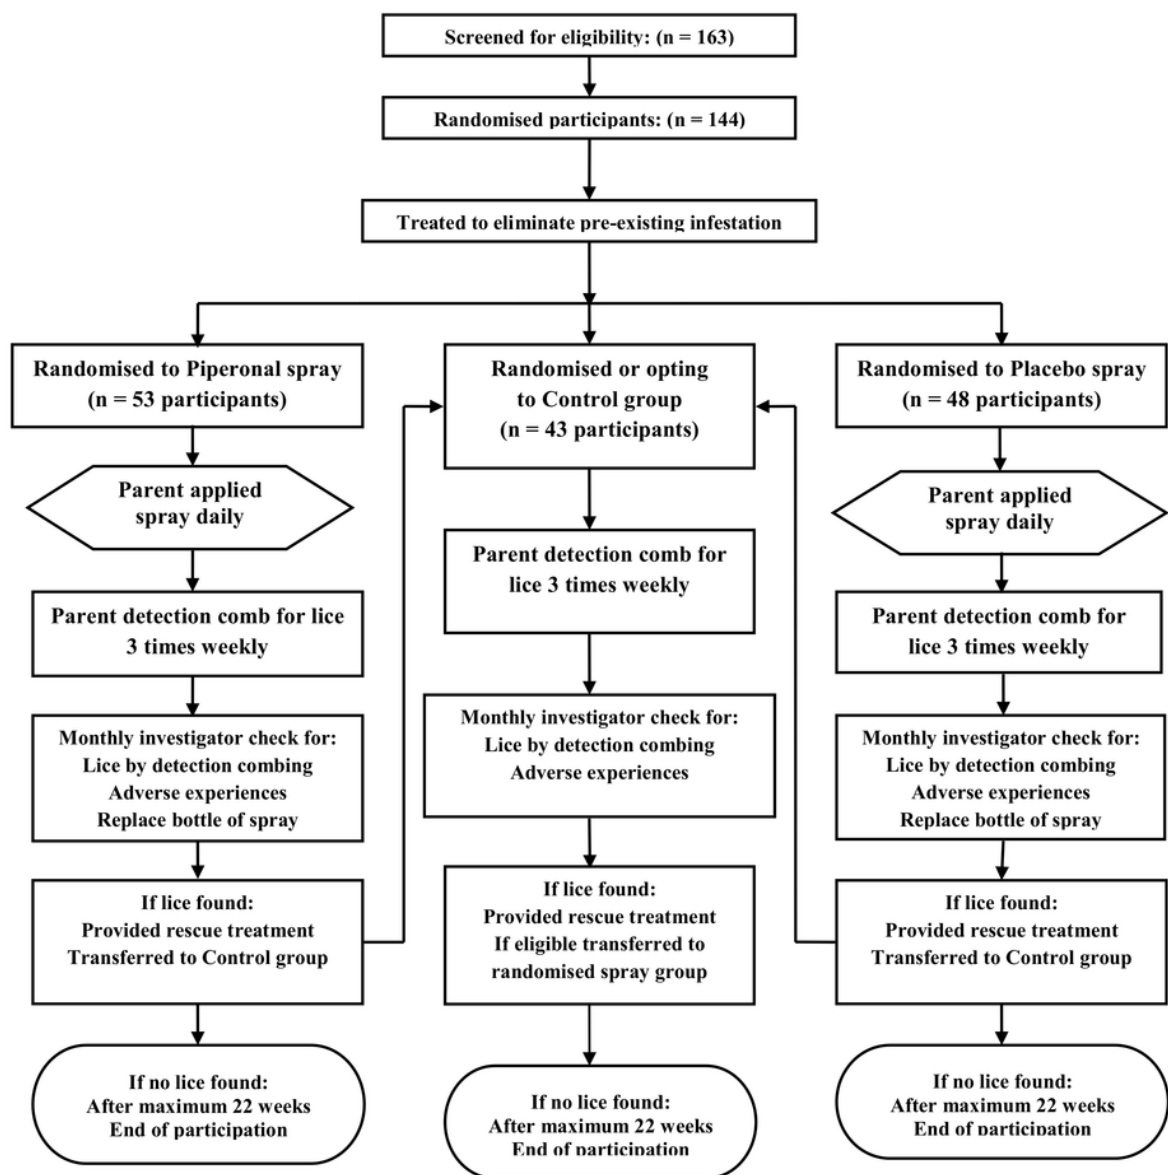 Screened for eligibility: (n = 163)
Randomised participants: (n = 144)
Treated to eliminate pre-existing infestation
Randomised to Piperonal spray
(n = 53 participants)
Parent applied
spray daily
Parent detection comb for lice
3 times weekly
Monthly investigator check for:
Lice by detection combing
Adverse experiences
Replace bottle of spray
If lice found:
Provided rescue treatment
Transferred to Control group
If no lice found:
After maximum 22 weeks
End of participation
Randomised or opting
to Control group
(n = 43 participants)
Parent detection comb for
lice 3 times weekly
Monthly investigator check for:
Lice by detection combing
Adverse experiences
If lice found:
Provided rescue treatment
If eligible transferred to
randomised spray group
If no lice found:
After maximum 22 weeks
End of participation
Randomised to Placebo spray
(n = 48 participants)
Parent applied
spray daily
Parent detection comb for
lice 3 times weekly
Monthly investigator check for:
Lice by detection combing
Adverse experiences
Replace bottle of spray
If lice found:
Provided rescue treatment
Transferred to Control group
If no lice found:
After maximum 22 weeks
End of participation